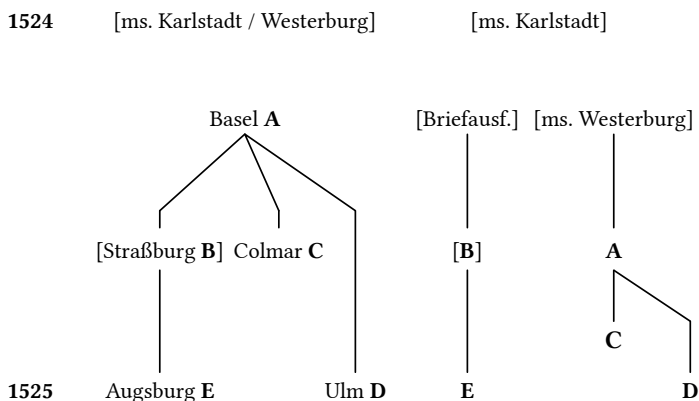 1524 [ms. Karlstadt / Westerburg] [ms. Karlstadt]
Basel A [Briefausf.] [ms. Westerburg]
[Straßburg B] Colmar C [B] A
C
1525 Augsburg E Ulm D E D